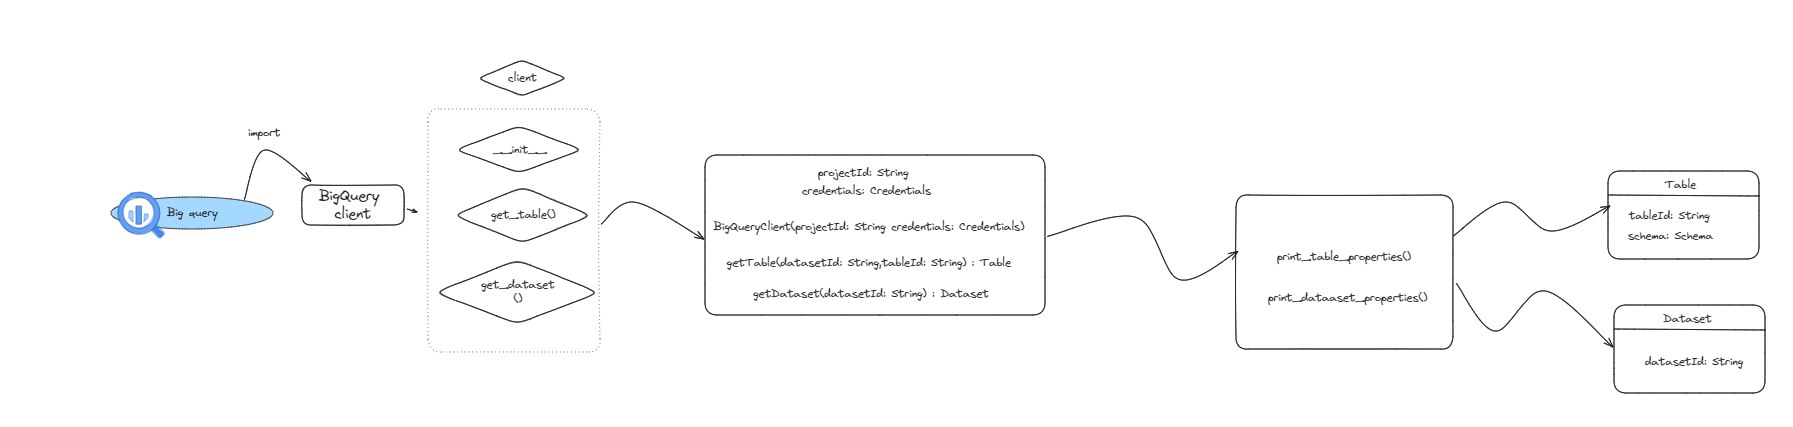 client
import
Big query
BigQuery
client
__init__
get_table()
get_dataset
()
projectId: String
credentials: Credentials
BigQueryClient(projectId: String credentials: Credentials)
getTable(datasetId: String,tableId: String) : Table
getDataset(datasetId: String) : Dataset
print_table_properties()
print_dataaset_properties()
Table
tableId: String
schema: Schema
Dataset
datasetId: String